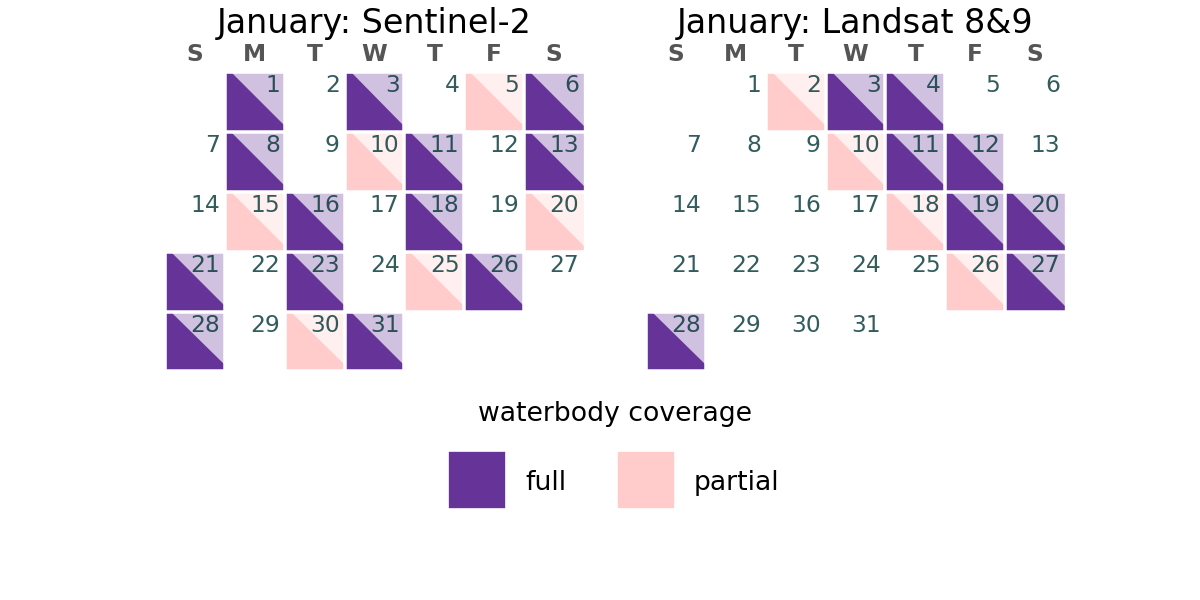 January: Sentinel-2
S M T W T F S
1 2 3 4 5 6
7 8 9 10 11 12 13
14 15 16 17 18 19 20
21 22 23 24 25 26 27
28 29 30 31
January: Landsat 8&9
S M T W T F S
1 2 3 4 5 6
7 8 9 10 11 12 13
14 15 16 17 18 19 20
21 22 23 24 25 26 27
28 29 30 31
waterbody coverage
full partial